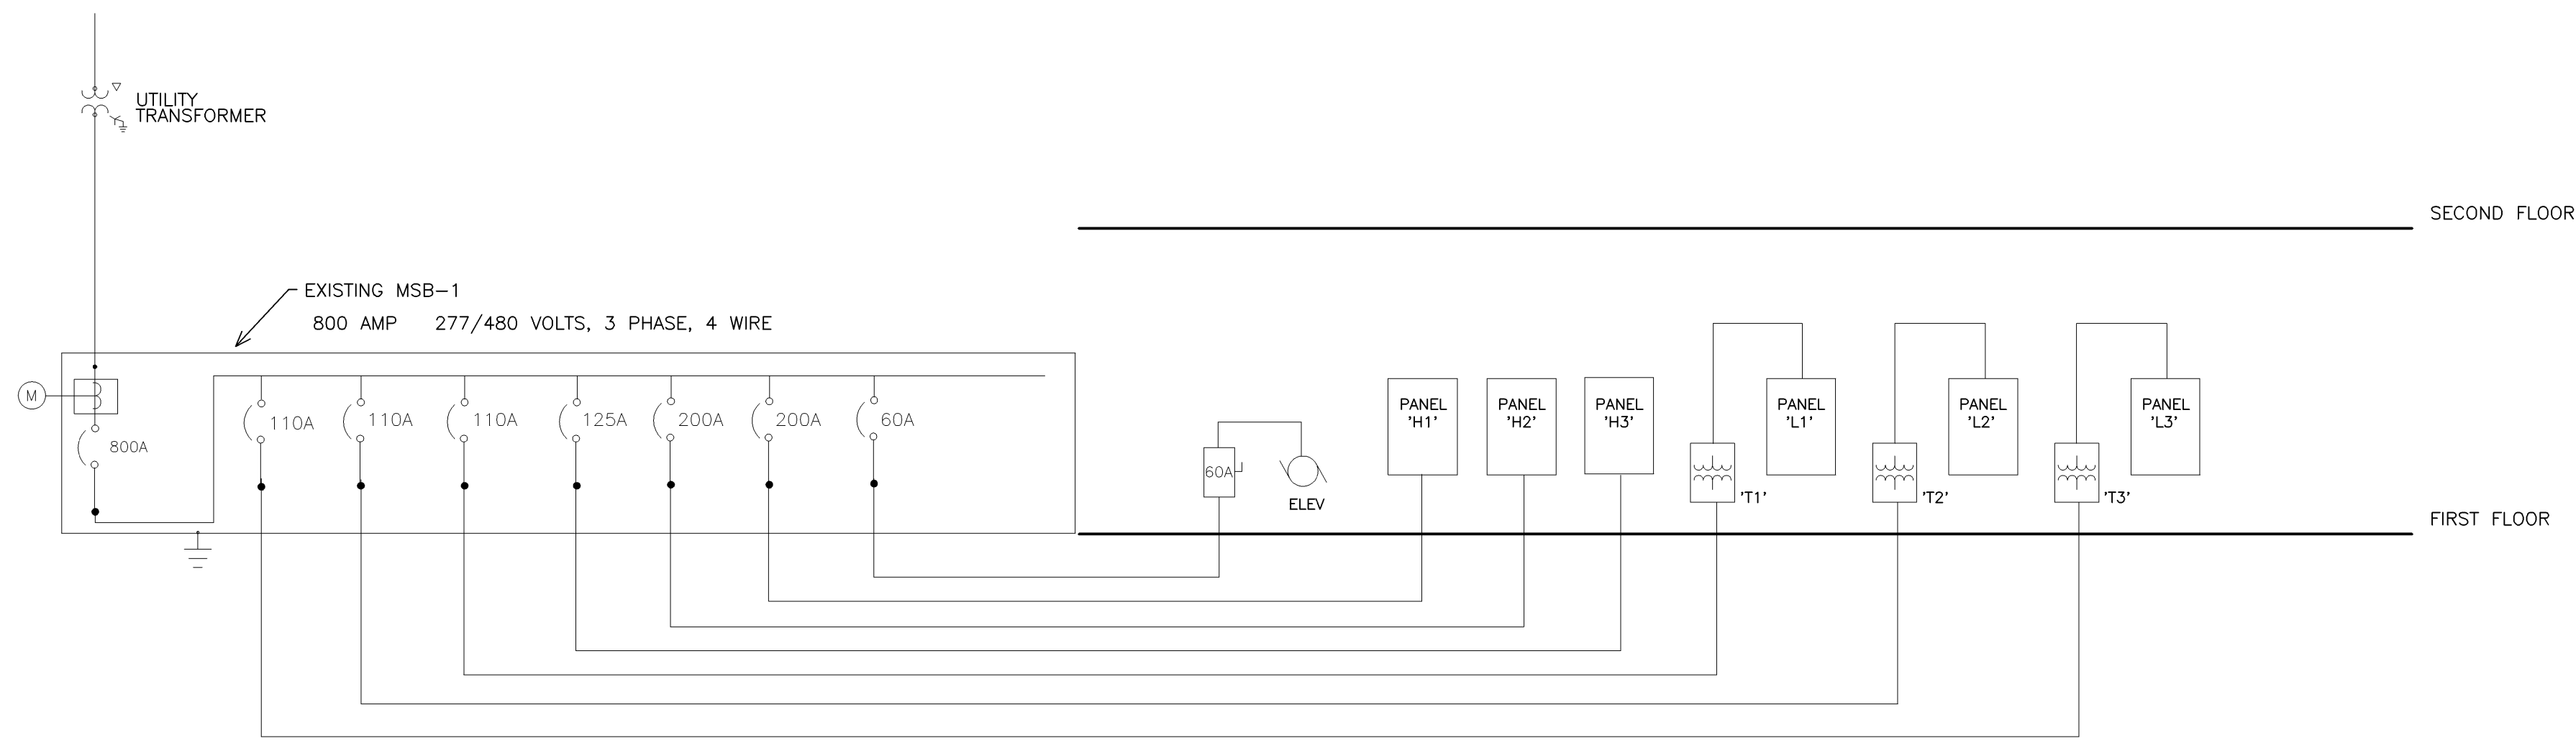 UTILITY
TRANSFORMER
SECOND FLOOR
EXISTING MSB-1
800 AMP 277/480 VOLTS, 3 PHASE, 4 WIRE
M
800A
110A
110A
110A
125A
200A
200A
60A
60A
ELEV
PANEL
'H1'
PANEL
'H2'
PANEL
'H3'
'T1'
PANEL
'L1'
'T2'
PANEL
'L2'
'T3'
PANEL
'L3'
FIRST FLOOR